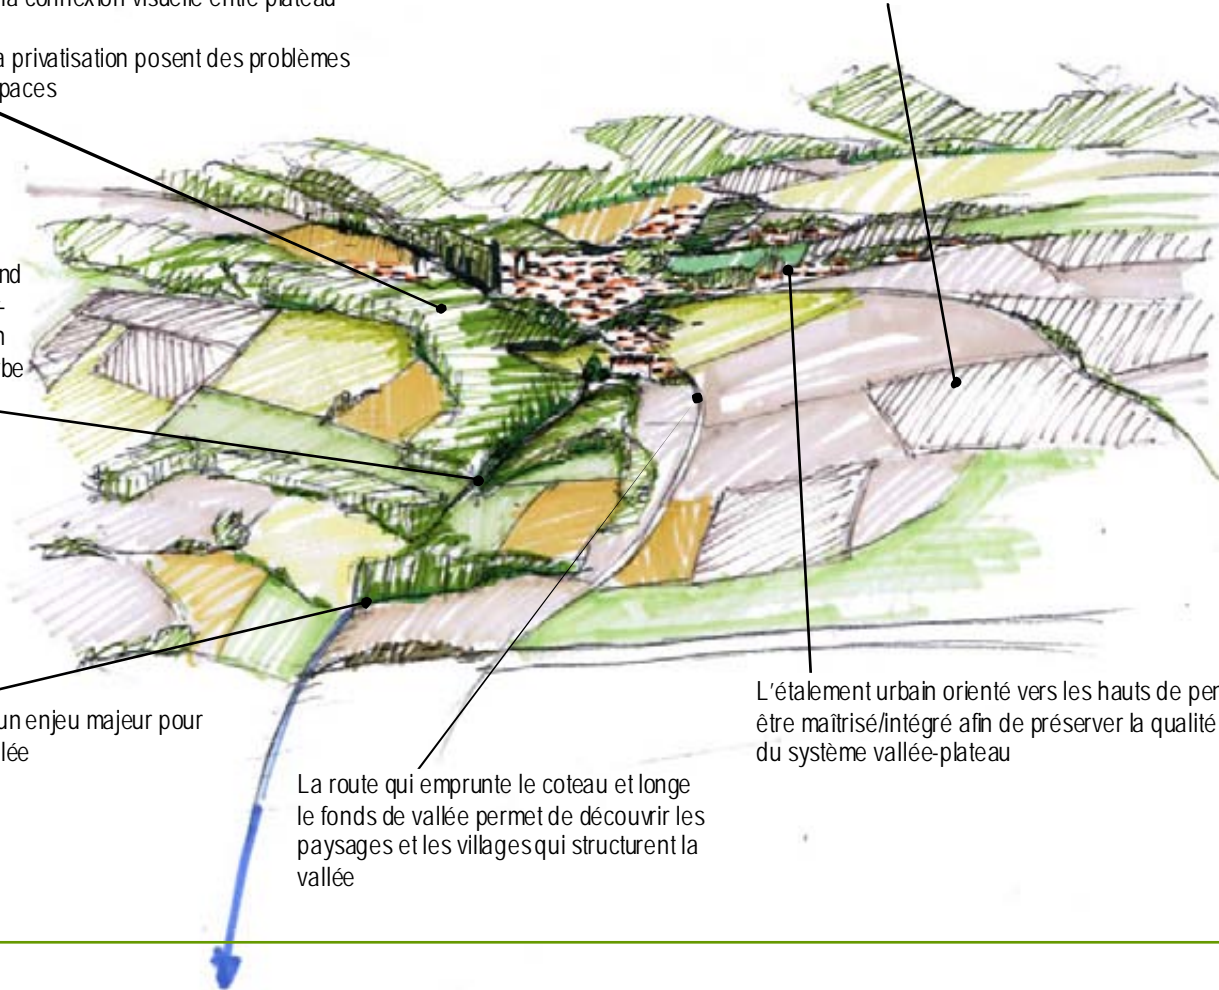 la connexion visuelle entre plateau
a privatisation posent des problèmes
paces
nd
-
n
be
un enjeu majeur pour
lée
La route qui emprunte le coteau et longe
le fonds de vallée permet de découvrir les
paysages et les villages qui structurent la
vallée
L'étalement urbain orienté vers les hauts de per
être maîtrisé/intégré afin de préserver la qualité
du système vallée-plateau